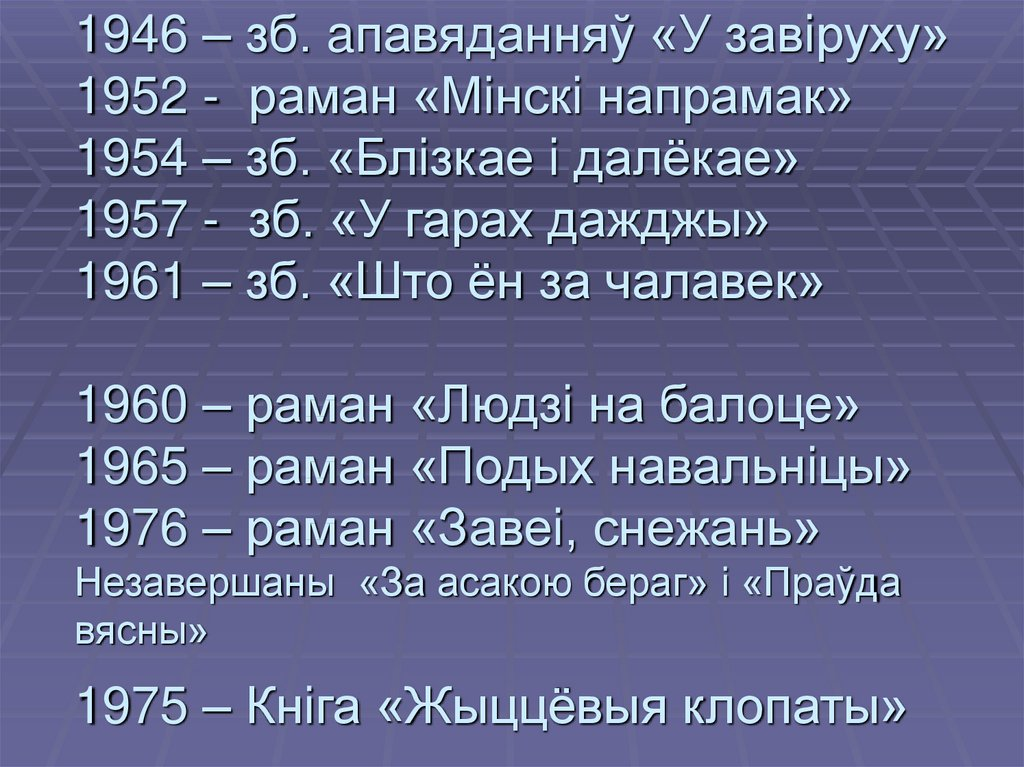 1946 – зб. апавяданняў «У завіруху»
1952 - раман «Мінскі напрамак»
1954 – зб. «Блізкае і далёкае»
1957 - зб. «У гарах дажджы»
1961 – зб. «Што ён за чалавек»
1960 – раман «Людзі на балоце»
1965 – раман «Подых навальніцы»
1976 – раман «Завеі, снежань»
Незавершаны «За асакою бераг» і «Праўда
вясны»
1975 – Кніга «Жыццёвыя клопаты»